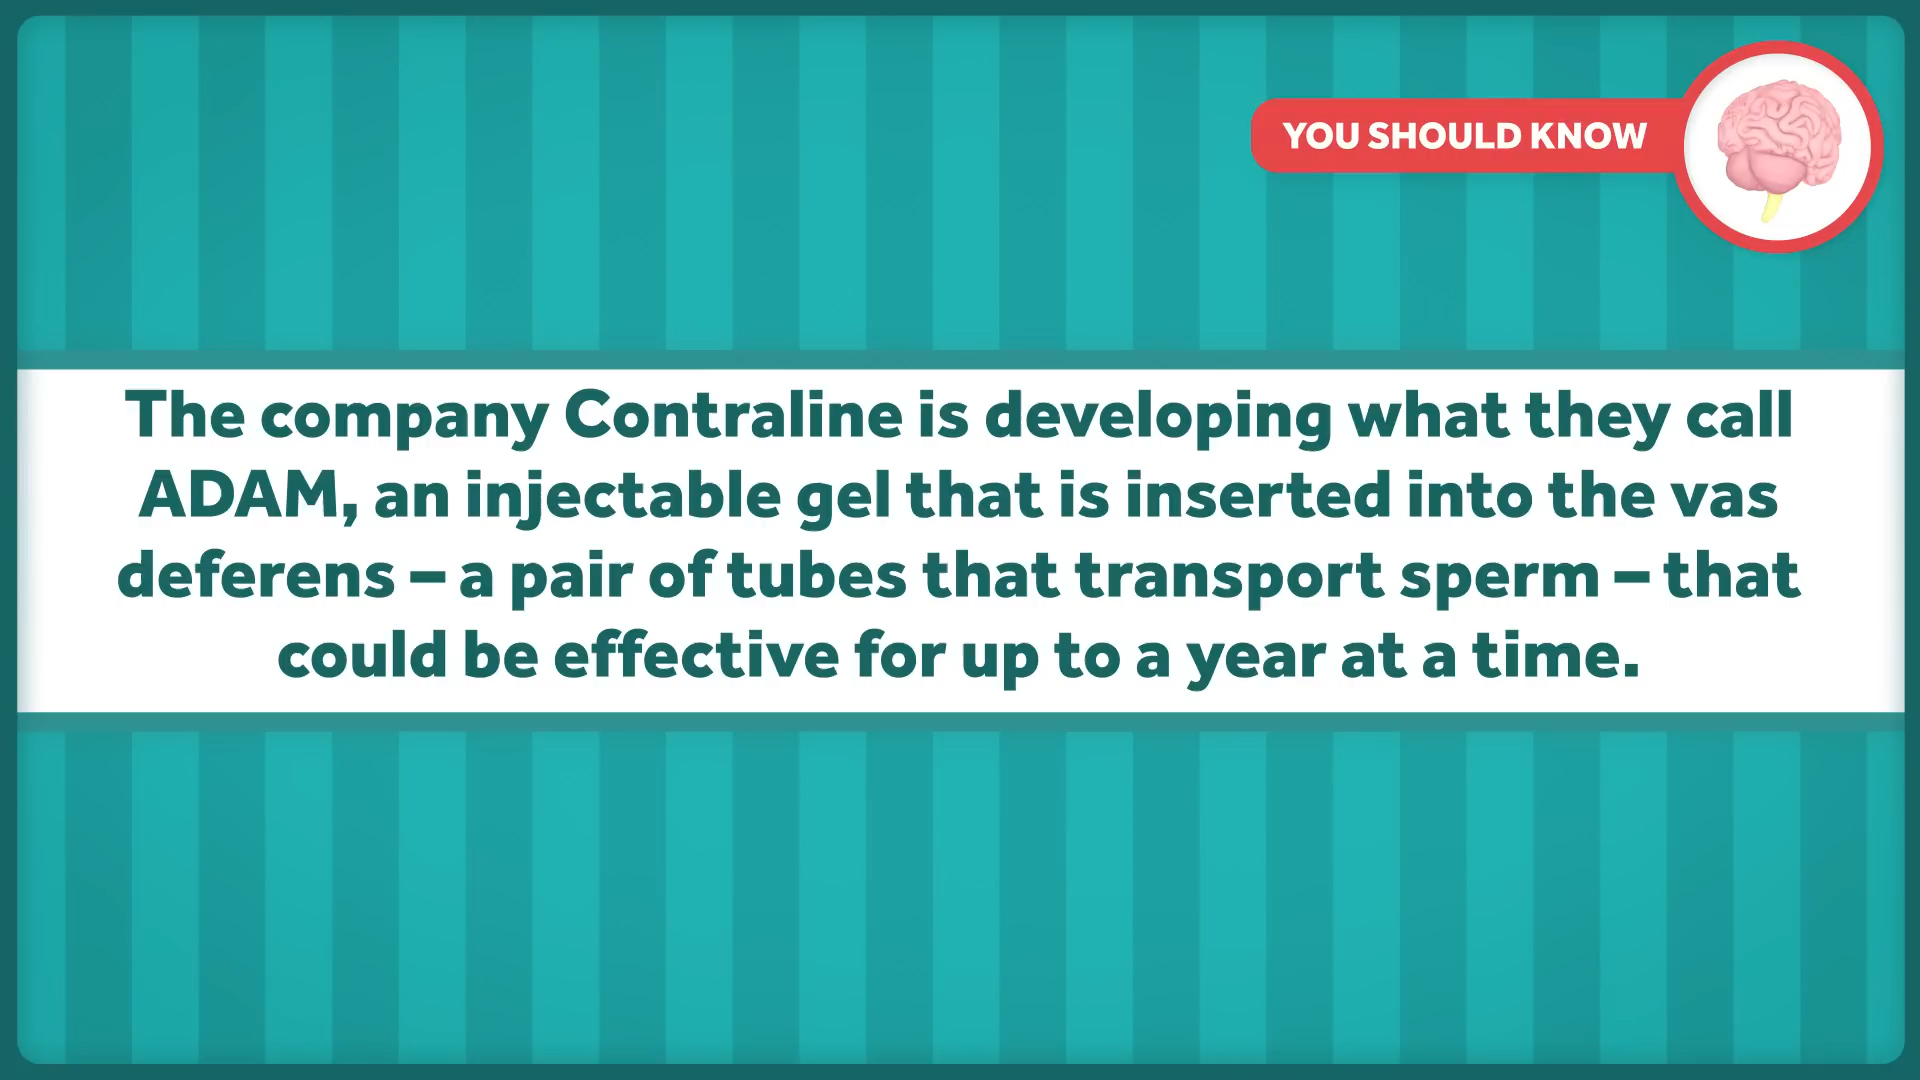 YOU SHOULD KNOW
The company Contraline is developing what they call
ADAM, an injectable gel that is inserted into the vas
deferens – a pair of tubes that transport sperm – that
could be effective for up to a year at a time.